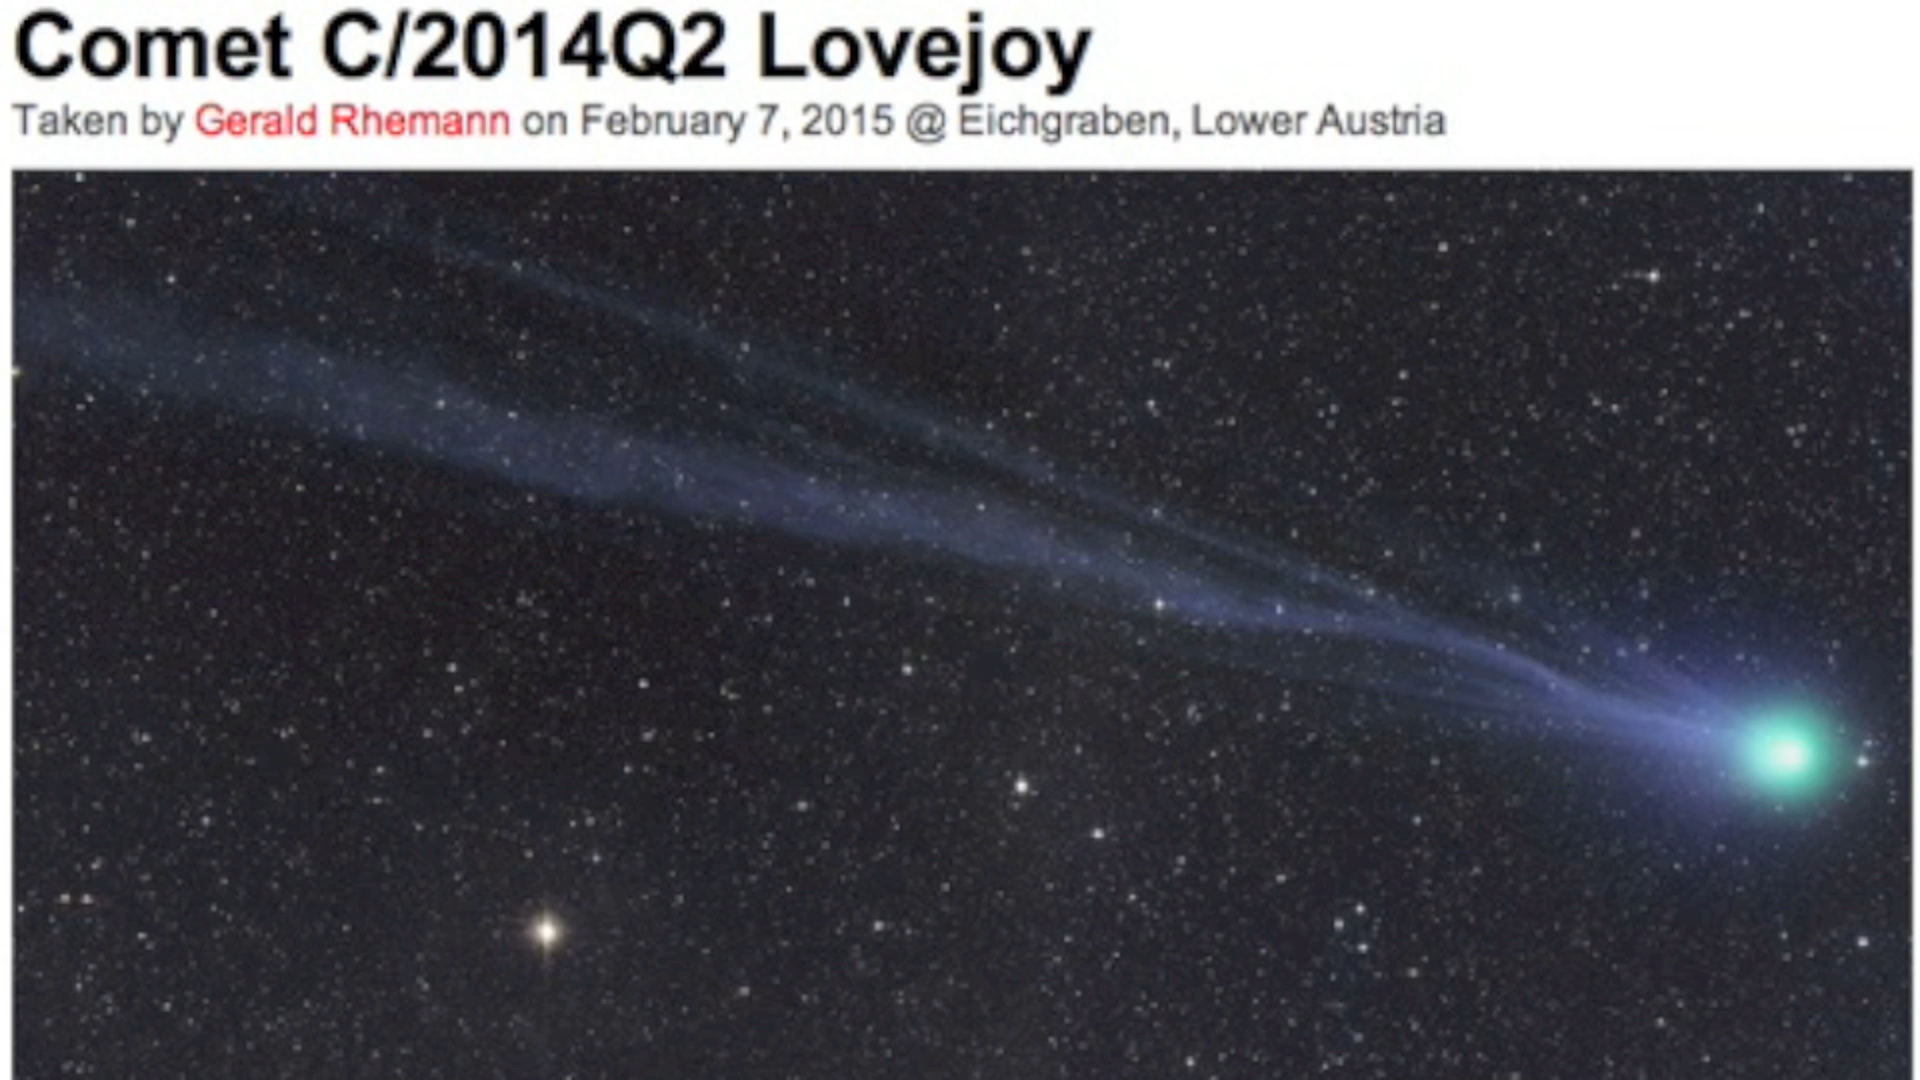 Comet C/2014Q2 Lovejoy
Taken by Gerald Rhemann on February 7, 2015 @ Eichgraben, Lower Austria